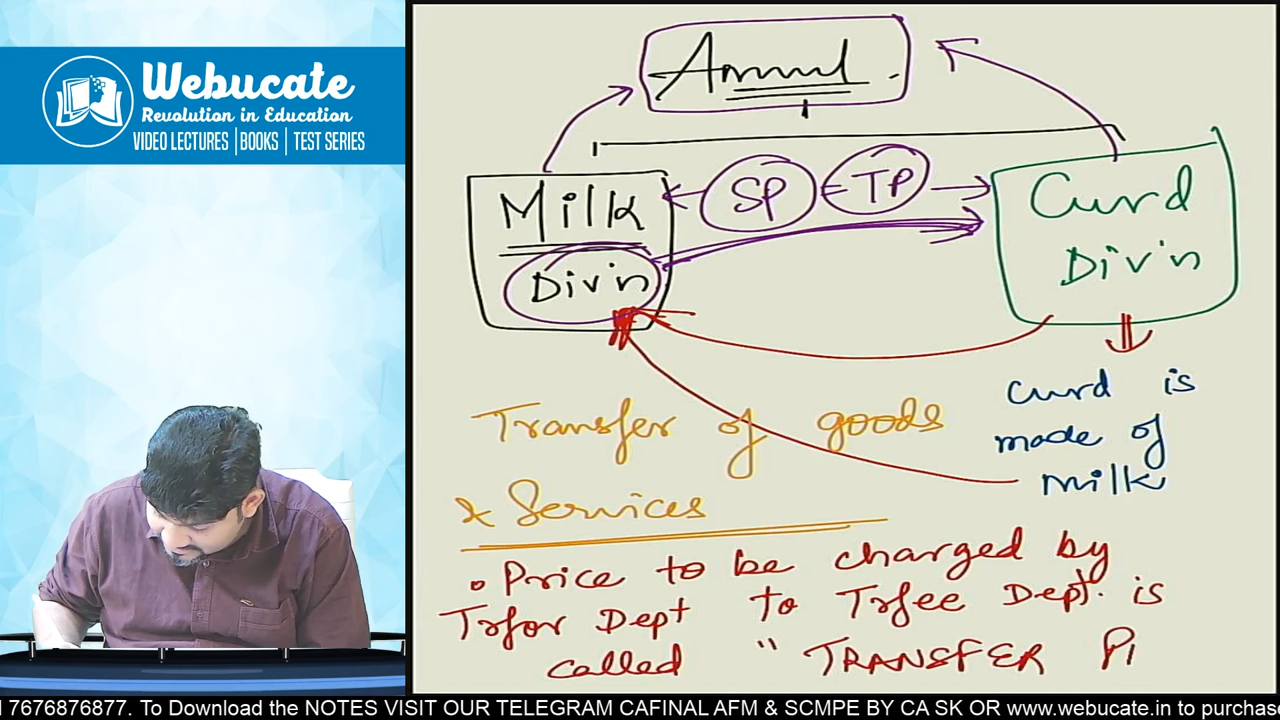 Webucate
Revolution in Education
VIDEO LECTURES | BOOKS | TEST SERIES
Amul
Milk
Div'n
SP
TP
Curd
Div'n
Curd is
made of
Milk
Transfer of goods
& Services
• Price to be charged by
Trfor Dept to Trfee Dept. is
called " TRANSFER PI
7676876877. To Download the NOTES VISIT OUR TELEGRAM CAFINAL AFM & SCMPE BY CA SK OR www.webucate.in to purchas